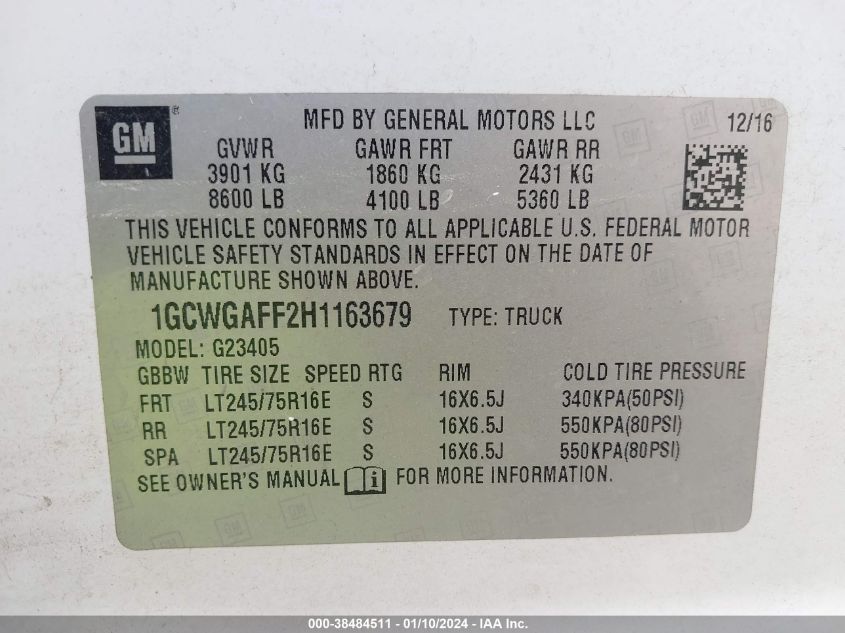 GM ®
MFD BY GENERAL MOTORS LLC 12/16
GVWR GAWR FRT GAWR RR
3901 KG 1860 KG 2431 KG
8600 LB 4100 LB 5360 LB
THIS VEHICLE CONFORMS TO ALL APPLICABLE U.S. FEDERAL MOTOR
VEHICLE SAFETY STANDARDS IN EFFECT ON THE DATE OF
MANUFACTURE SHOWN ABOVE.
1GCWGAFF2H1163679 TYPE: TRUCK
MODEL: G23405
GBBW TIRE SIZE SPEED RTG RIM COLD TIRE PRESSURE
FRT LT245/75R16E S 16X6.5J 340KPA(50PSI)
RR LT245/75R16E S 16X6.5J 550KPA(80PSI)
SPA LT245/75R16E S 16X6.5J 550KPA(80PSI)
SEE OWNER'S MANUAL i FOR MORE INFORMATION.
000-38484511 - 01/10/2024 - IAA Inc.